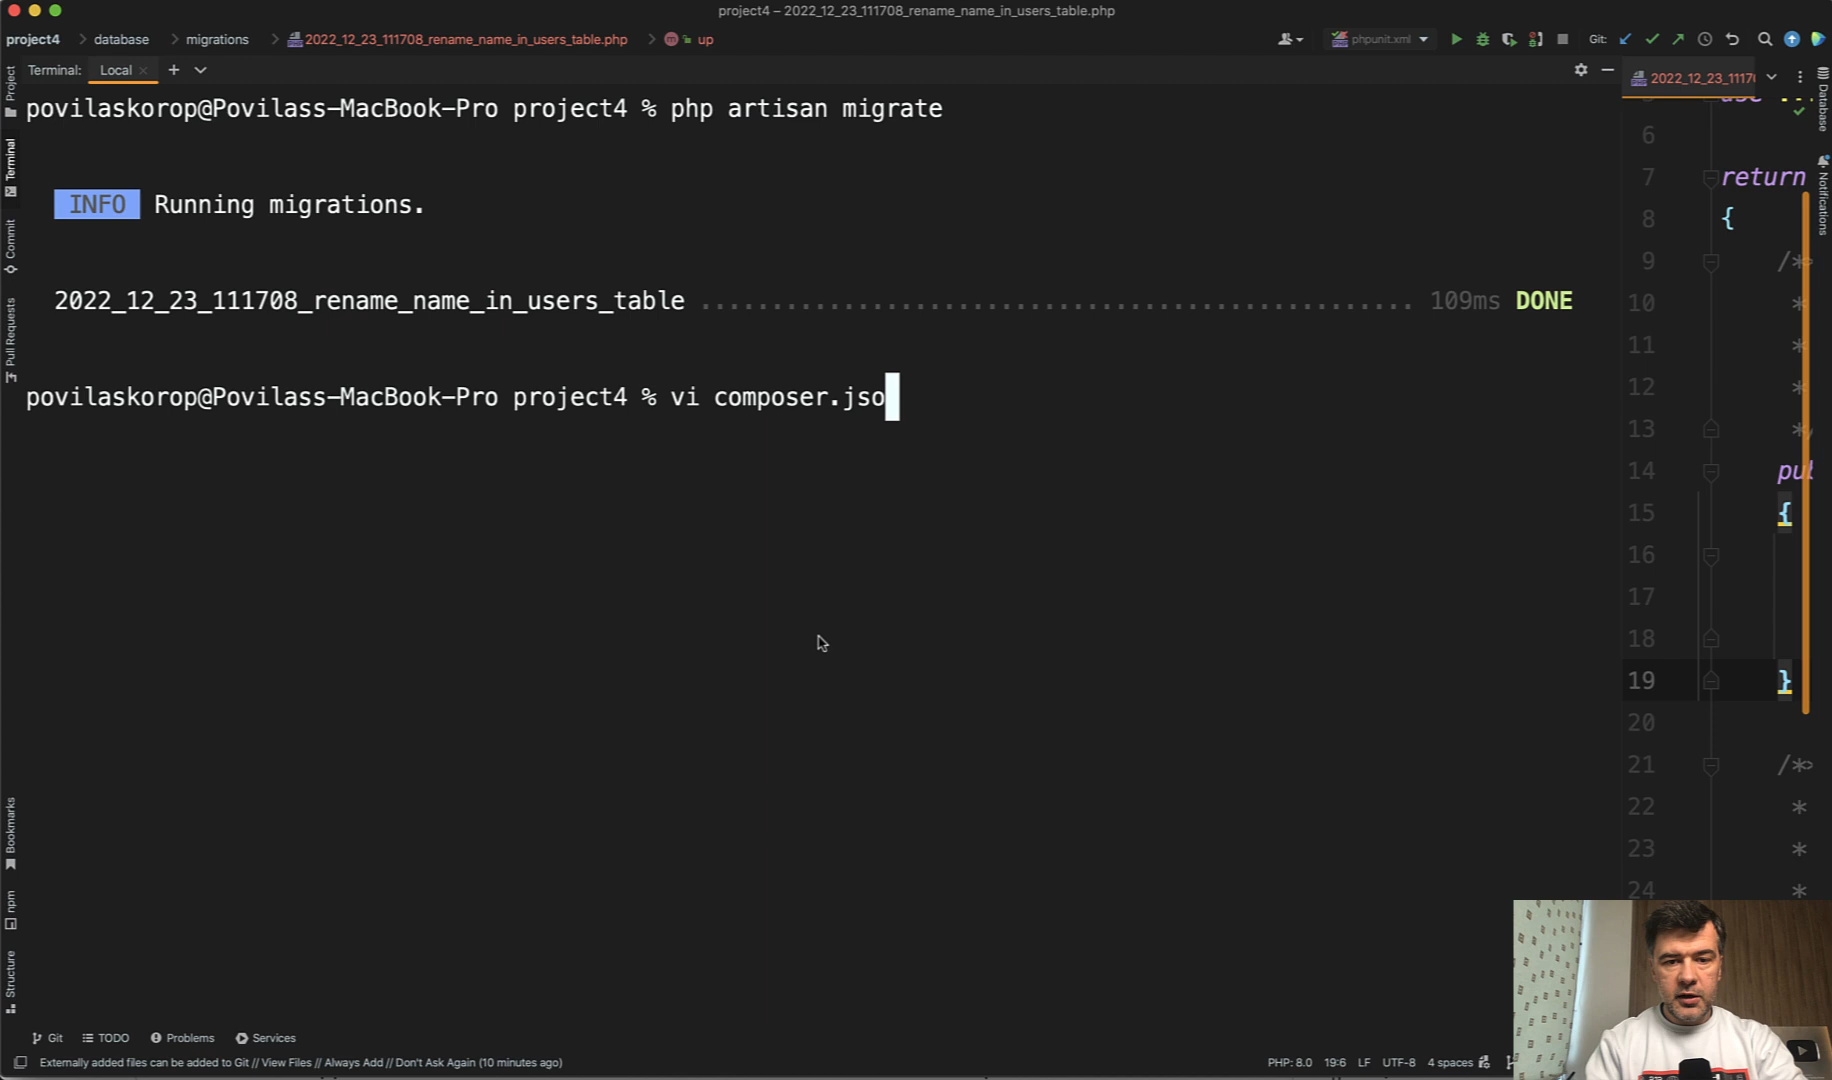 project4 – 2022_12_23_111708_rename_name_in_users_table.php
project4 database migrations 2022_12_23_111708_rename_name_in_users_table.php m up
phpunit.xml Git:
Terminal: Local × +
2022_12_23_1117
povilaskorop@Povilass-MacBook-Pro project4 % php artisan migrate
INFO Running migrations.
2022_12_23_111708_rename_name_in_users_table ................................................. 109ms DONE
povilaskorop@Povilass-MacBook-Pro project4 % vi composer.jso
Project
Terminal
Commit
Pull Requests
Bookmarks
npm
Structure
6
7 return
8 {
9 /*
10 *
11 *
12 *
13 *
14 pub
15 {
16
17
18
19 }
20
21 /*
22 *
23 *
24 *
Database
Notifications
Git TODO Problems Services
Externally added files can be added to Git // View Files // Always Add // Don't Ask Again (10 minutes ago)
PHP: 8.0 19:6 LF UTF-8 4 spaces